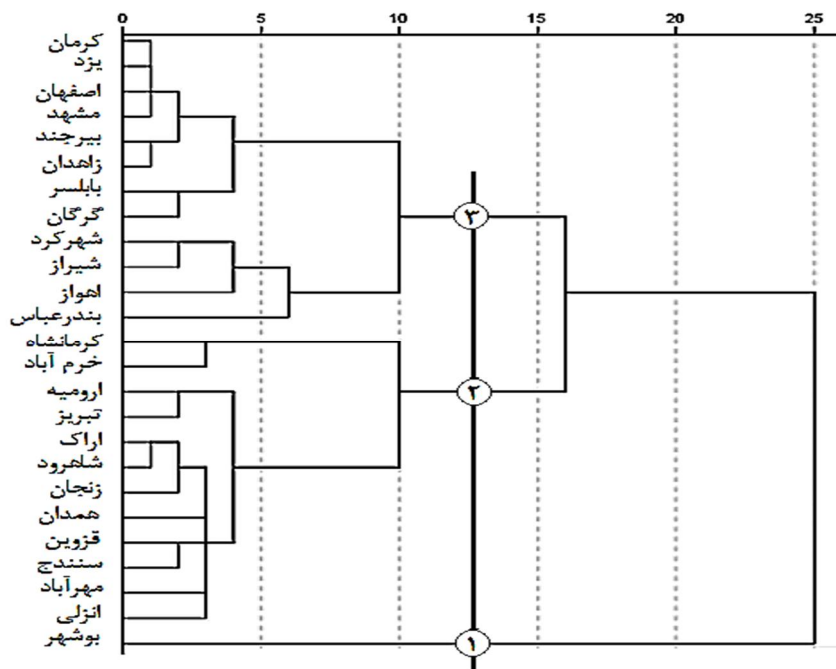 0 5 10 15 20 25
کرمان
یزد
اصفهان
مشهد
بیرجند
زاهدان
بابلسر
گرگان
۳
شهرکرد
شیراز
اهواز
بندرعباس
کرمانشاه
خرم آباد
ارومیه
۲
تبریز
اراک
شاهرود
زنجان
همدان
قزوین
سنندج
مهرآباد
انزلی
بوشهر
۱